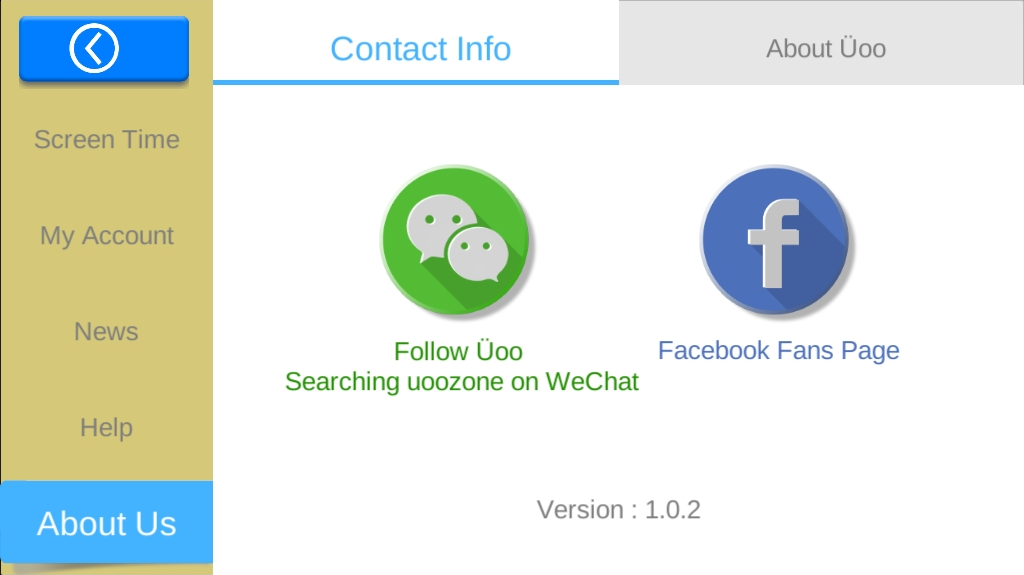 Contact Info
About Üoo
Screen Time
My Account
News
Help
About Us
Follow Üoo
Searching uoozone on WeChat
Facebook Fans Page
Version : 1.0.2